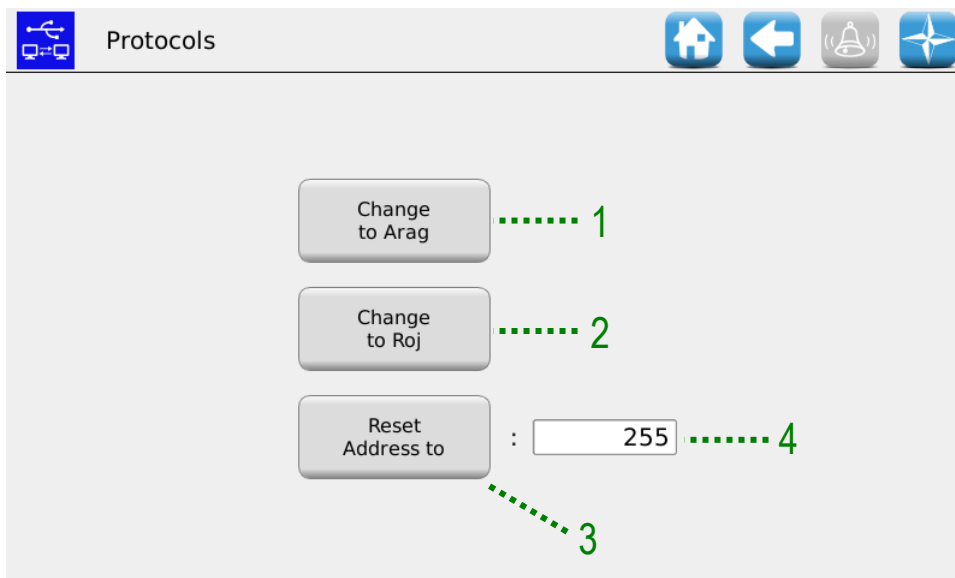 Protocols
Change
to Arag
1
Change
to Roj
2
Reset
Address to
: 255
4
3